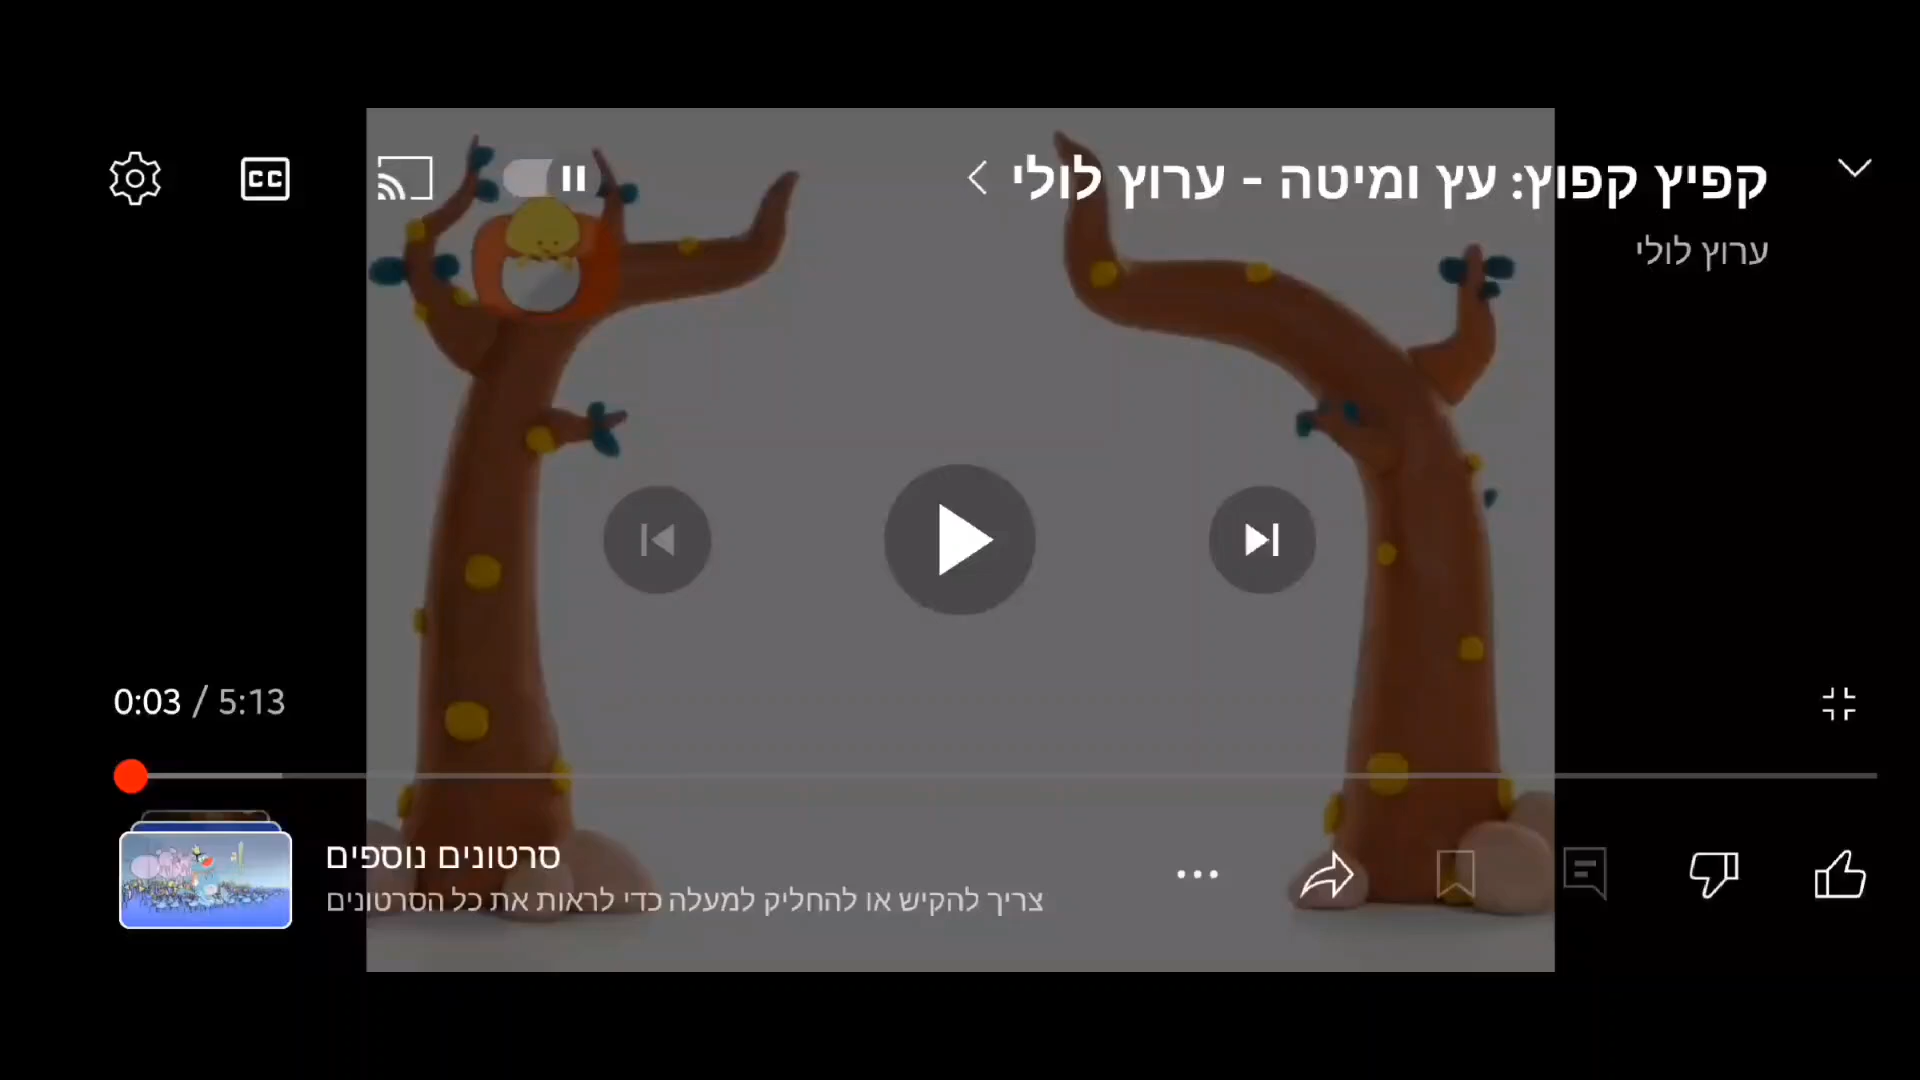 קפיץ קפוץ: עץ ומיטה - ערוץ לולי
ערוץ לולי
CC
0:03 / 5:13
סרטונים נוספים
צריך להקיש או להחליק למעלה כדי לראות את כל הסרטונים